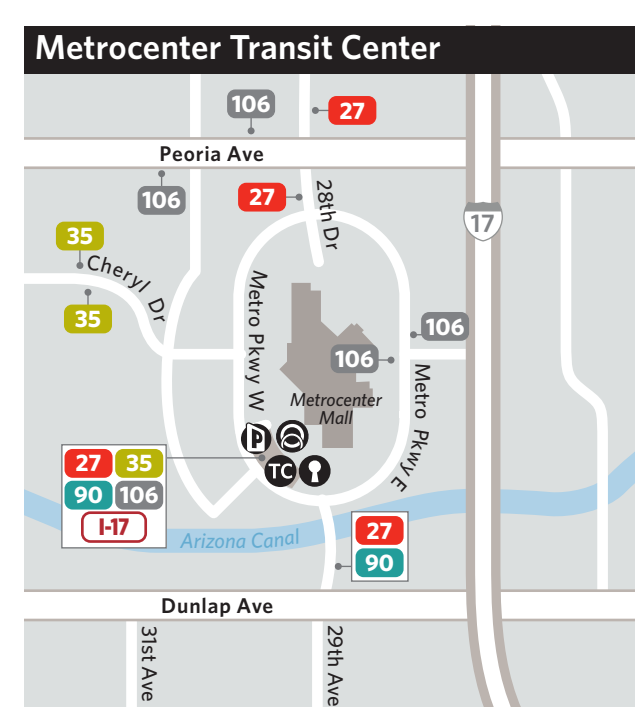 Metrocenter Transit Center
106
27
Peoria Ave
106
27
28th Dr
17
35
Cheryl Dr
35
Metro Pkwy W
106
106
Metrocenter
Mall
Metro Pkwy E
P
TC
27 35
90 106
I-17
Arizona Canal
27
90
Dunlap Ave
31st Ave
29th Ave